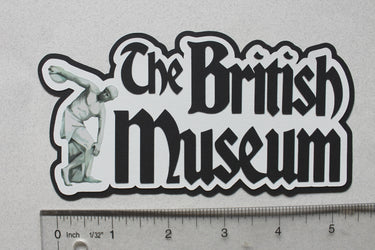 The British
Museum
0 Inch 1/32" 1 2 3 4 5